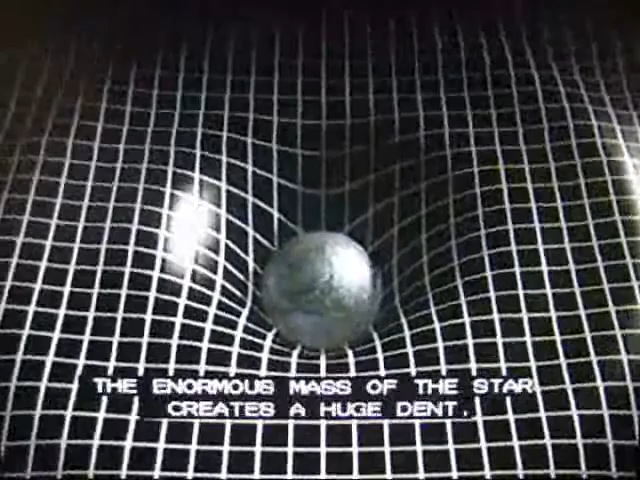 THE ENORMOUS MASS OF THE STAR
CREATES A HUGE DENT.